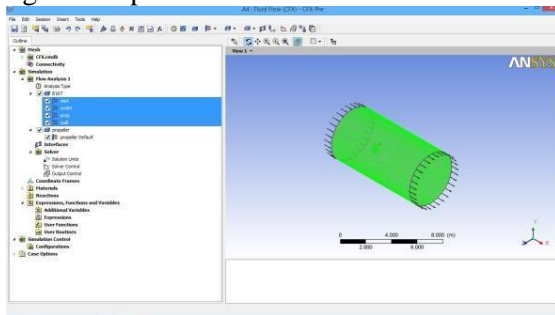 A4 : Fluid Flow (CFX) - CFX-Pre
File Edit Session Insert Tools Help
Outline
Mesh
CFX.cmdb
Connectivity
Simulation
Flow Analysis 1
Analysis Type
inlet
outlet
wall
propeller
propeller Default
Interfaces
Solver
Solution Units
Solver Control
Output Control
Coordinate Frames
Materials
Reactions
Expressions, Functions and Variables
Additional Variables
Expressions
User Functions
User Routines
Simulation Control
Configurations
Case Options
View 1
ANSYS
0 4.000 8.000 (m)
2.000 6.000
Y
X